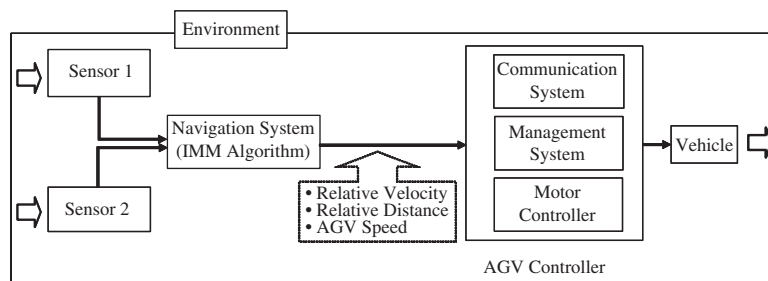 Environment
Sensor 1
Sensor 2
Navigation System
(IMM Algorithm)
• Relative Velocity
• Relative Distance
• AGV Speed
Communication
System
Management
System
Motor
Controller
AGV Controller
Vehicle